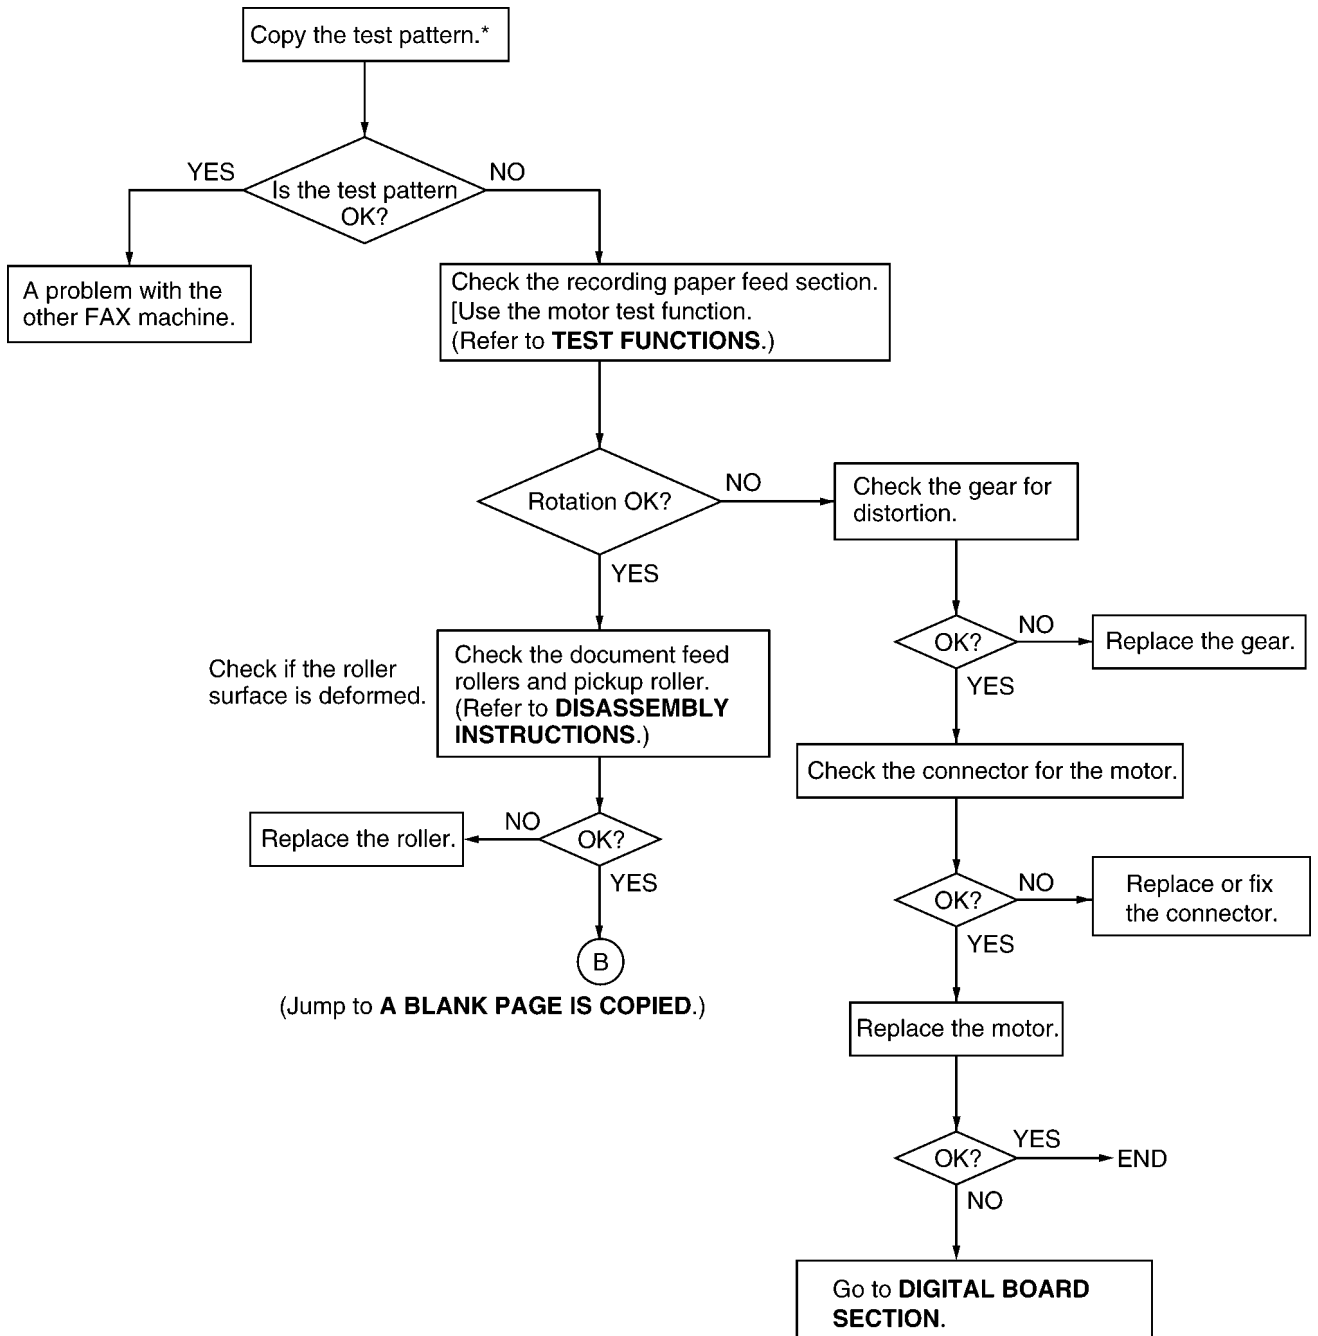 Copy the test pattern.*
YES
NO
Is the test pattern
OK?
A problem with the
other FAX machine.
Check the recording paper feed section.
[Use the motor test function.
(Refer to TEST FUNCTIONS.)
Rotation OK?
NO
Check the gear for
distortion.
YES
Check if the roller
surface is deformed.
Check the document feed
rollers and pickup roller.
(Refer to DISASSEMBLY
INSTRUCTIONS.)
OK?
NO
Replace the gear.
YES
Check the connector for the motor.
Replace the roller.
NO
OK?
YES
B
(Jump to A BLANK PAGE IS COPIED.)
OK?
NO
Replace or fix
the connector.
YES
Replace the motor.
OK?
YES
END
NO
Go to DIGITAL BOARD
SECTION.